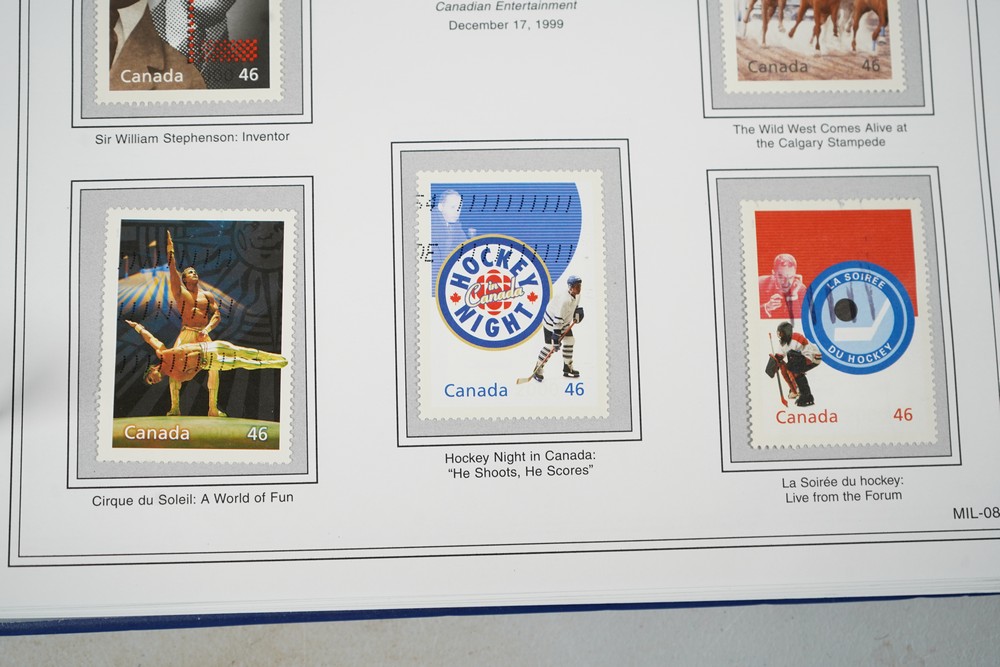 Canadian Entertainment
December 17, 1999
Canada 46
Sir William Stephenson: Inventor
Canada 46
The Wild West Comes Alive at
the Calgary Stampede
Canada 46
Cirque du Soleil: A World of Fun
HOCKEY
in
Canada
NIGHT
Canada 46
Hockey Night in Canada:
“He Shoots, He Scores”
LA SOIRÉE
DU HOCKEY
Canada 46
La Soirée du hockey:
Live from the Forum
MIL-08